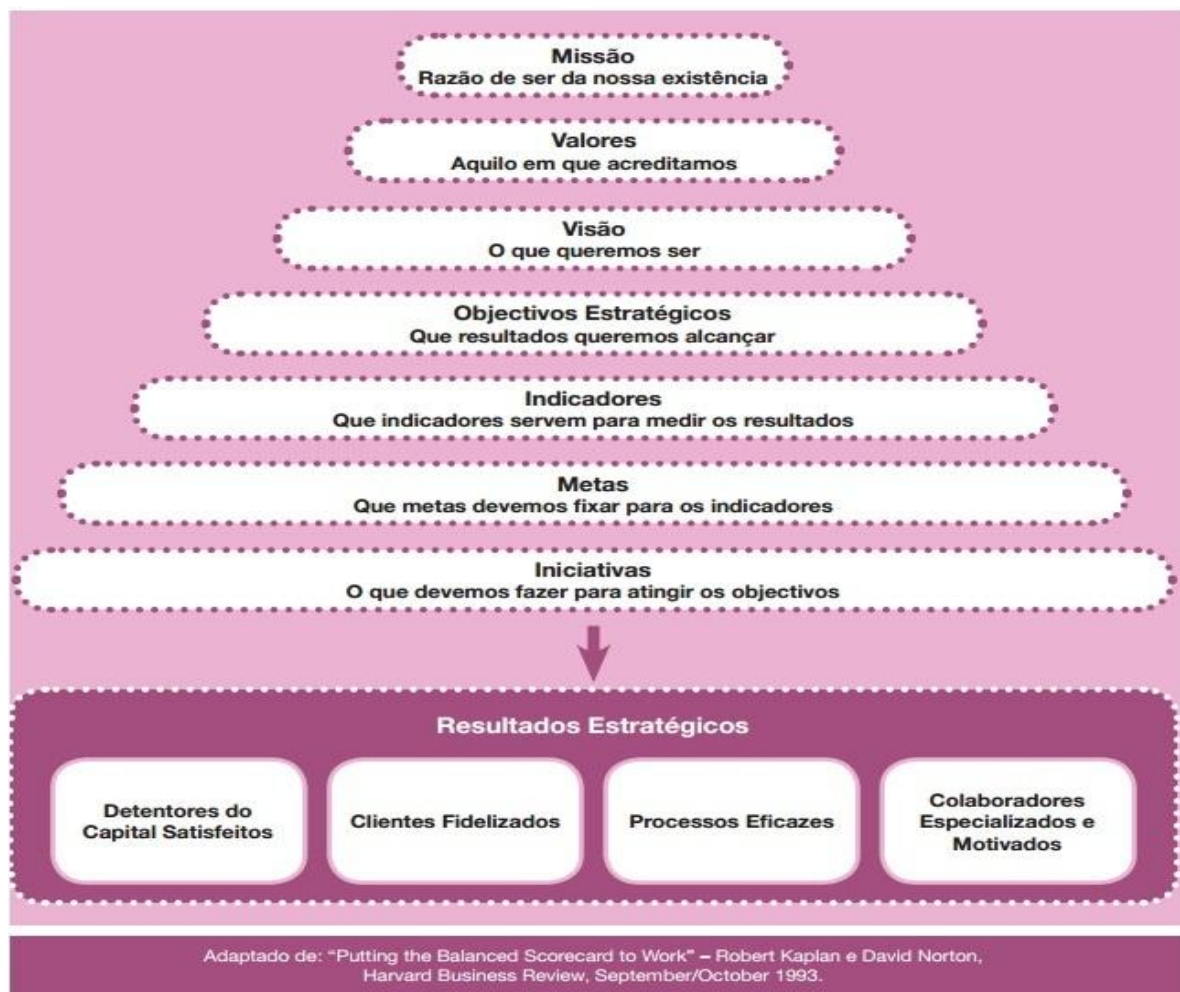 Missão
Razão de ser da nossa existência
Valores
Aquilo em que acreditamos
Visão
O que queremos ser
Objectivos Estratégicos
Que resultados queremos alcançar
Indicadores
Que indicadores servem para medir os resultados
Metas
Que metas devemos fixar para os indicadores
Iniciativas
O que devemos fazer para atingir os objectivos
Resultados Estratégicos
Detentores do
Capital Satisfeitos
Clientes Fidelizados
Processos Eficazes
Colaboradores
Especializados e
Motivados
Adaptado de: “Putting the Balanced Scorecard to Work” – Robert Kaplan e David Norton,
Harvard Business Review, September/October 1993.